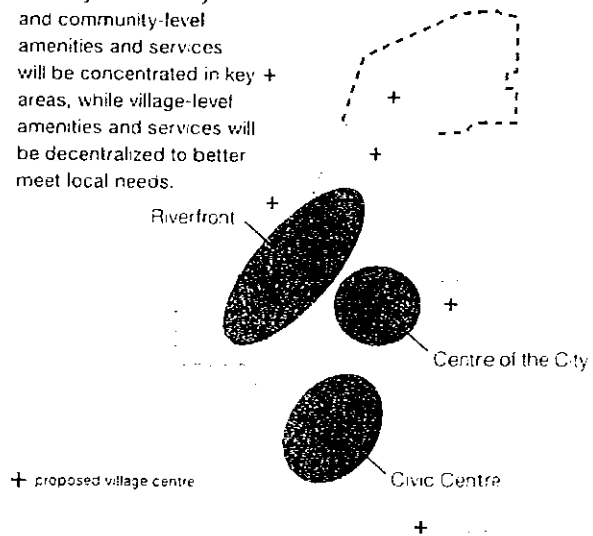 and community-level
amenities and services
will be concentrated in key
areas, while village-level
amenities and services will
be decentralized to better
meet local needs.
Riverfront
Centre of the City
Civic Centre
+ proposed village centre